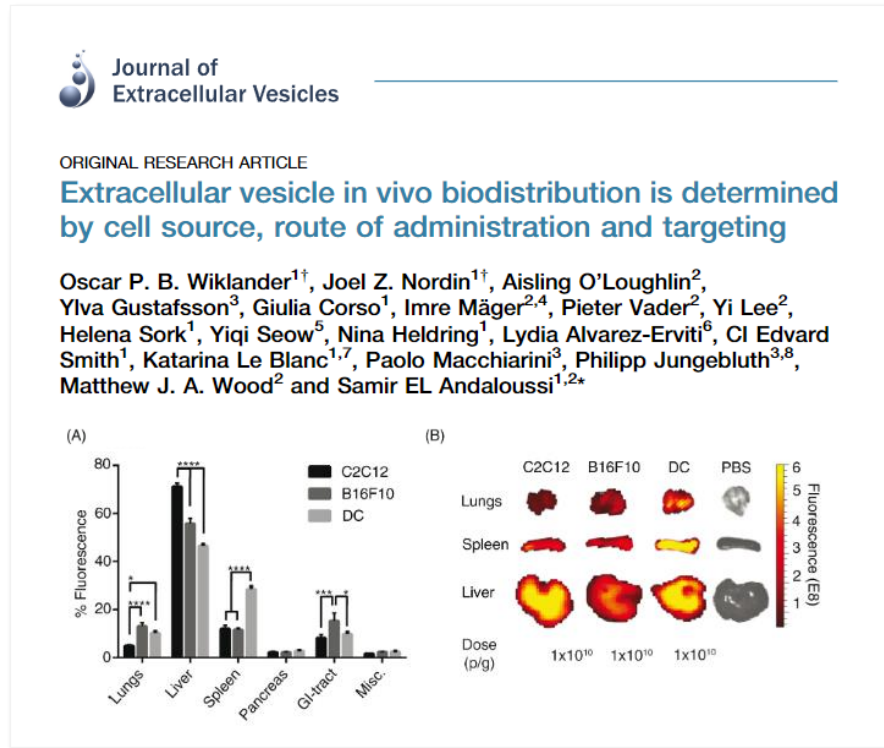 Journal of
Extracellular Vesicles
ORIGINAL RESEARCH ARTICLE
Extracellular vesicle in vivo biodistribution is determined
by cell source, route of administration and targeting
Oscar P. B. Wiklander1†, Joel Z. Nordin1†, Aisling O'Loughlin2,
Ylva Gustafsson3, Giulia Corso1, Imre Mäger2,4, Pieter Vader2, Yi Lee2,
Helena Sork1, Yiqi Seow5, Nina Heldring1, Lydia Alvarez-Erviti6, CI Edvard
Smith1, Katarina Le Blanc1,7, Paolo Macchiarini3, Philipp Jungebluth3,8,
Matthew J. A. Wood2 and Samir EL Andaloussi1,2*
(A)
% Fluorescence
80
60
40
20
0
* **** **** **** *** *
C2C12
B16F10
DC
Lungs Liver Spleen Pancreas GI-tract Misc.
(B)
C2C12 B16F10 DC PBS
Lungs
Spleen
Liver
Dose
(p/g)
1x10¹⁰ 1x10¹⁰ 1x10¹⁰
6
5
4
3
2
1
Fluorescence (E8)